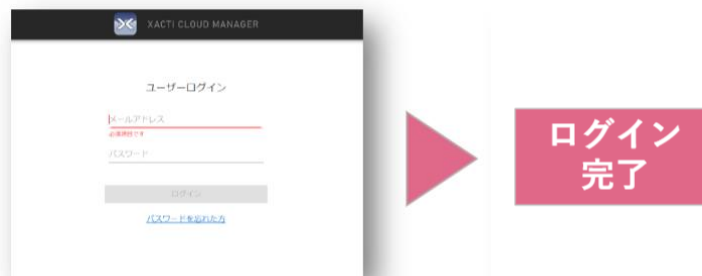 XACTI CLOUD MANAGER
ユーザーログイン
メールアドレス
必須項目です
パスワード
ログイン
パスワードを忘れた方
ログイン
完了